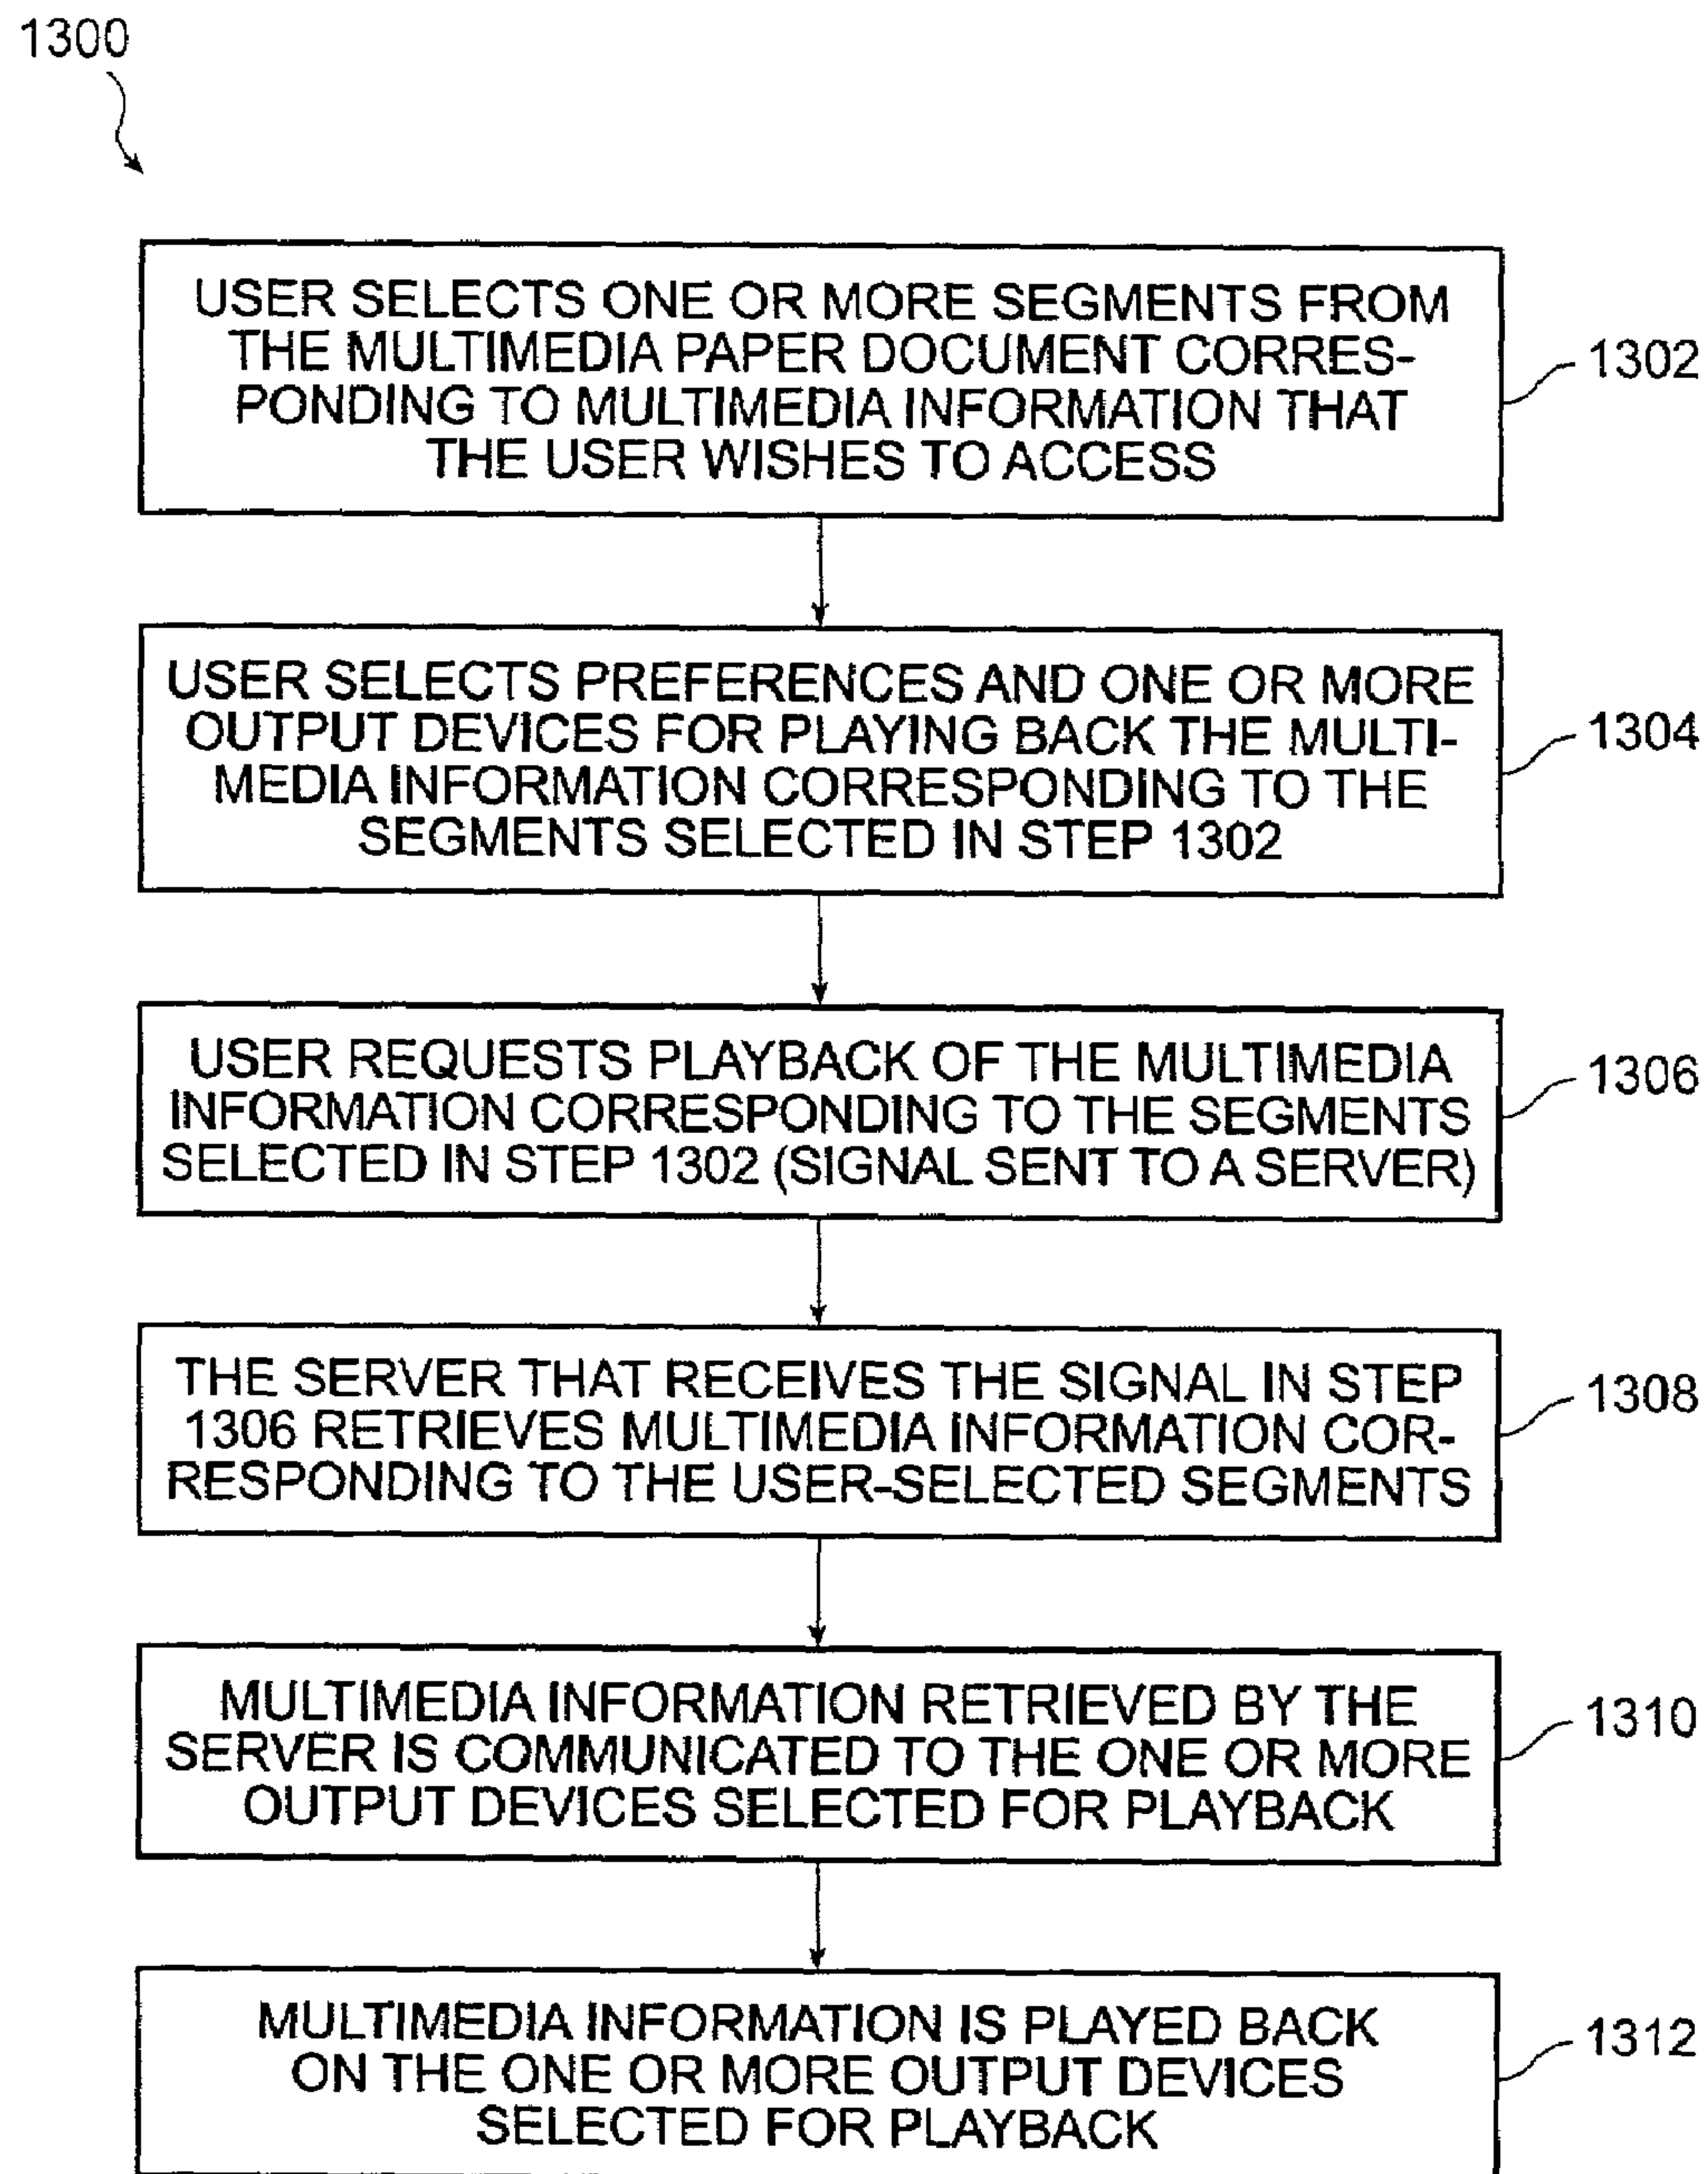 1300
USER SELECTS ONE OR MORE SEGMENTS FROM
THE MULTIMEDIA PAPER DOCUMENT CORRES-
PONDING TO MULTIMEDIA INFORMATION THAT
THE USER WISHES TO ACCESS
1302
USER SELECTS PREFERENCES AND ONE OR MORE
OUTPUT DEVICES FOR PLAYING BACK THE MULTI-
MEDIA INFORMATION CORRESPONDING TO THE
SEGMENTS SELECTED IN STEP 1302
1304
USER REQUESTS PLAYBACK OF THE MULTIMEDIA
INFORMATION CORRESPONDING TO THE SEGMENTS
SELECTED IN STEP 1302 (SIGNAL SENT TO A SERVER)
1306
THE SERVER THAT RECEIVES THE SIGNAL IN STEP
1306 RETRIEVES MULTIMEDIA INFORMATION COR-
RESPONDING TO THE USER-SELECTED SEGMENTS
1308
MULTIMEDIA INFORMATION RETRIEVED BY THE
SERVER IS COMMUNICATED TO THE ONE OR MORE
OUTPUT DEVICES SELECTED FOR PLAYBACK
1310
MULTIMEDIA INFORMATION IS PLAYED BACK
ON THE ONE OR MORE OUTPUT DEVICES
SELECTED FOR PLAYBACK
1312